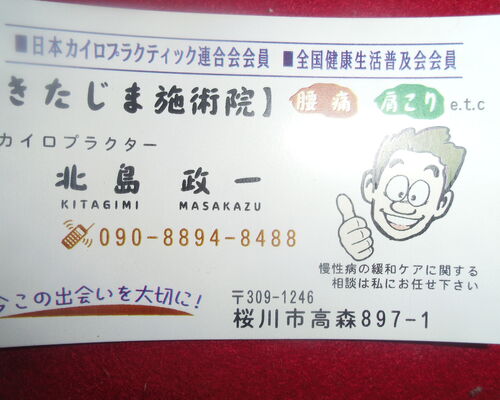 ■日本カイロプラクティック連合会会員 ■全国健康生活普及会会員
きたじま施術院】 腰痛 肩こり e.t.c
カイロプラクター
北島 政一
KITAGIMI MASAKAZU
090-8894-8488
慢性病の緩和ケアに関する
相談は私にお任せ下さい
今この出会いを大切に!
〒309-1246
桜川市高森897-1